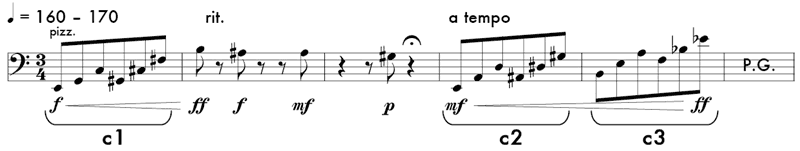 ♩ = 160 – 170 rit. a tempo
pizz.
3
4
P.G.
f ff f mf p mf ff
c1 c2 c3